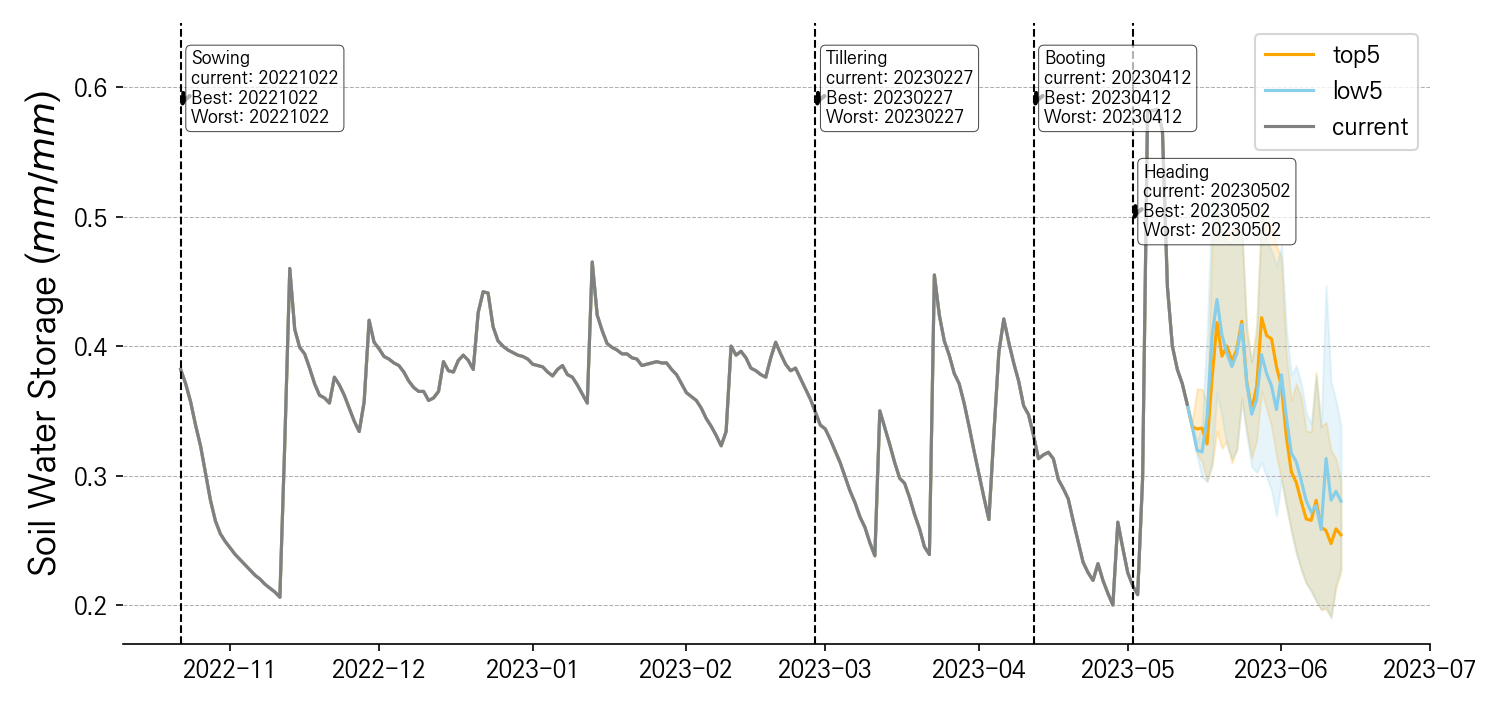 Sowing
current: 20221022
Best: 20221022
Worst: 20221022
Tillering
current: 20230227
Best: 20230227
Worst: 20230227
Booting
current: 20230412
Best: 20230412
Worst: 20230412
Heading
current: 20230502
Best: 20230502
Worst: 20230502
top5
low5
current
Soil Water Storage (mm/mm)
0.6
0.5
0.4
0.3
0.2
2022-11
2022-12
2023-01
2023-02
2023-03
2023-04
2023-05
2023-06
2023-07